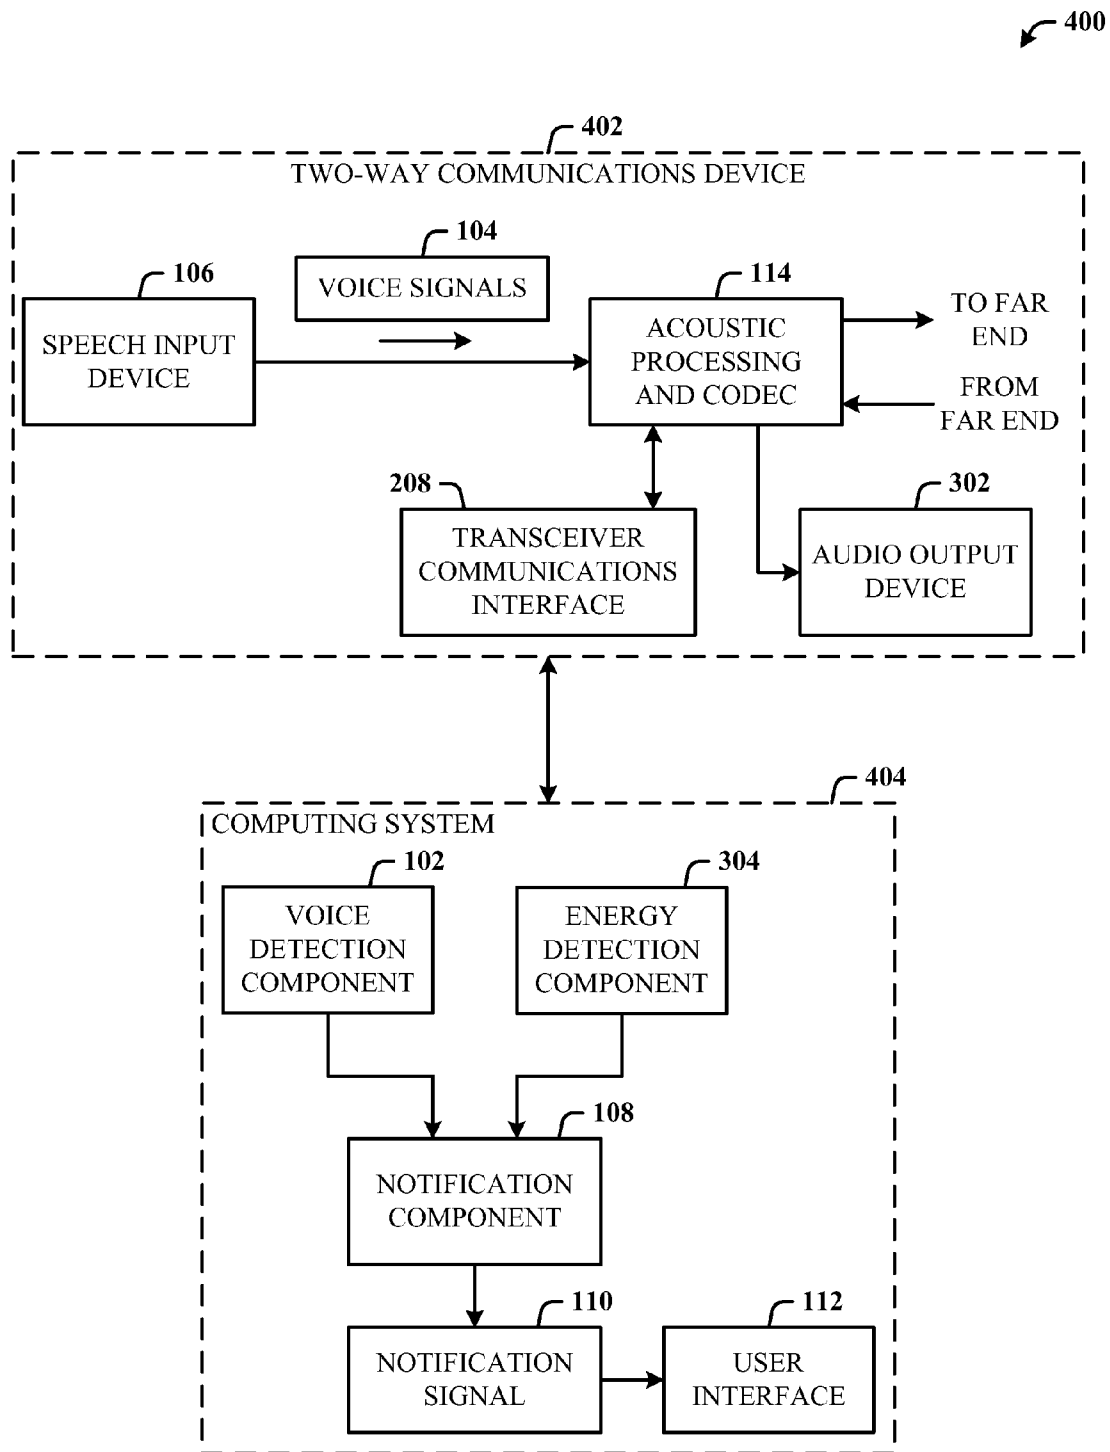 400
402
TWO-WAY COMMUNICATIONS DEVICE
104
VOICE SIGNALS
106
SPEECH INPUT
DEVICE
114
ACOUSTIC
PROCESSING
AND CODEC
TO FAR
END
FROM
FAR END
208
TRANSCEIVER
COMMUNICATIONS
INTERFACE
302
AUDIO OUTPUT
DEVICE
404
COMPUTING SYSTEM
102
VOICE
DETECTION
COMPONENT
304
ENERGY
DETECTION
COMPONENT
108
NOTIFICATION
COMPONENT
110
NOTIFICATION
SIGNAL
112
USER
INTERFACE